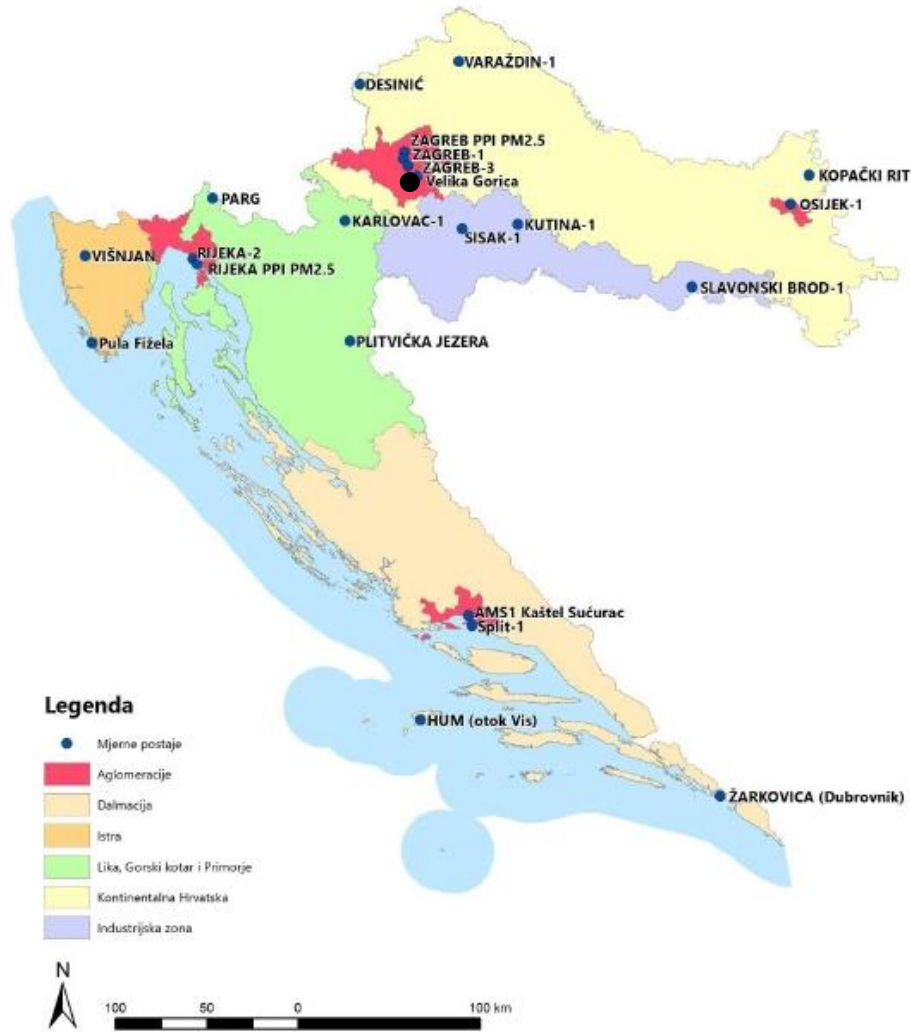 VARAŽDIN-1
DESINIĆ
ZAGREB PPI PM2.5
ZAGREB-1
ZAGREB-3
Velika Gorica
KOPAČKI RIT
OSIJEK-1
PARG
KARLOVAC-1
KUTINA-1
SISAK-1
VIŠNJAN
RIJEKA-2
RIJEKA PPI PM2.5
SLAVONSKI BROD-1
Pula Fižela
PLITVIČKA JEZERA
AMS1 Kaštel Sućurac
Split-1
HUM (otok Vis)
ŽARKOVICA (Dubrovnik)
Legenda
Mjerne postaje
Aglomeracije
Dalmacija
Istra
Lika, Gorski kotar i Primorje
Kontinentalna Hrvatska
Industrijska zona
N
100 50 0 100 km